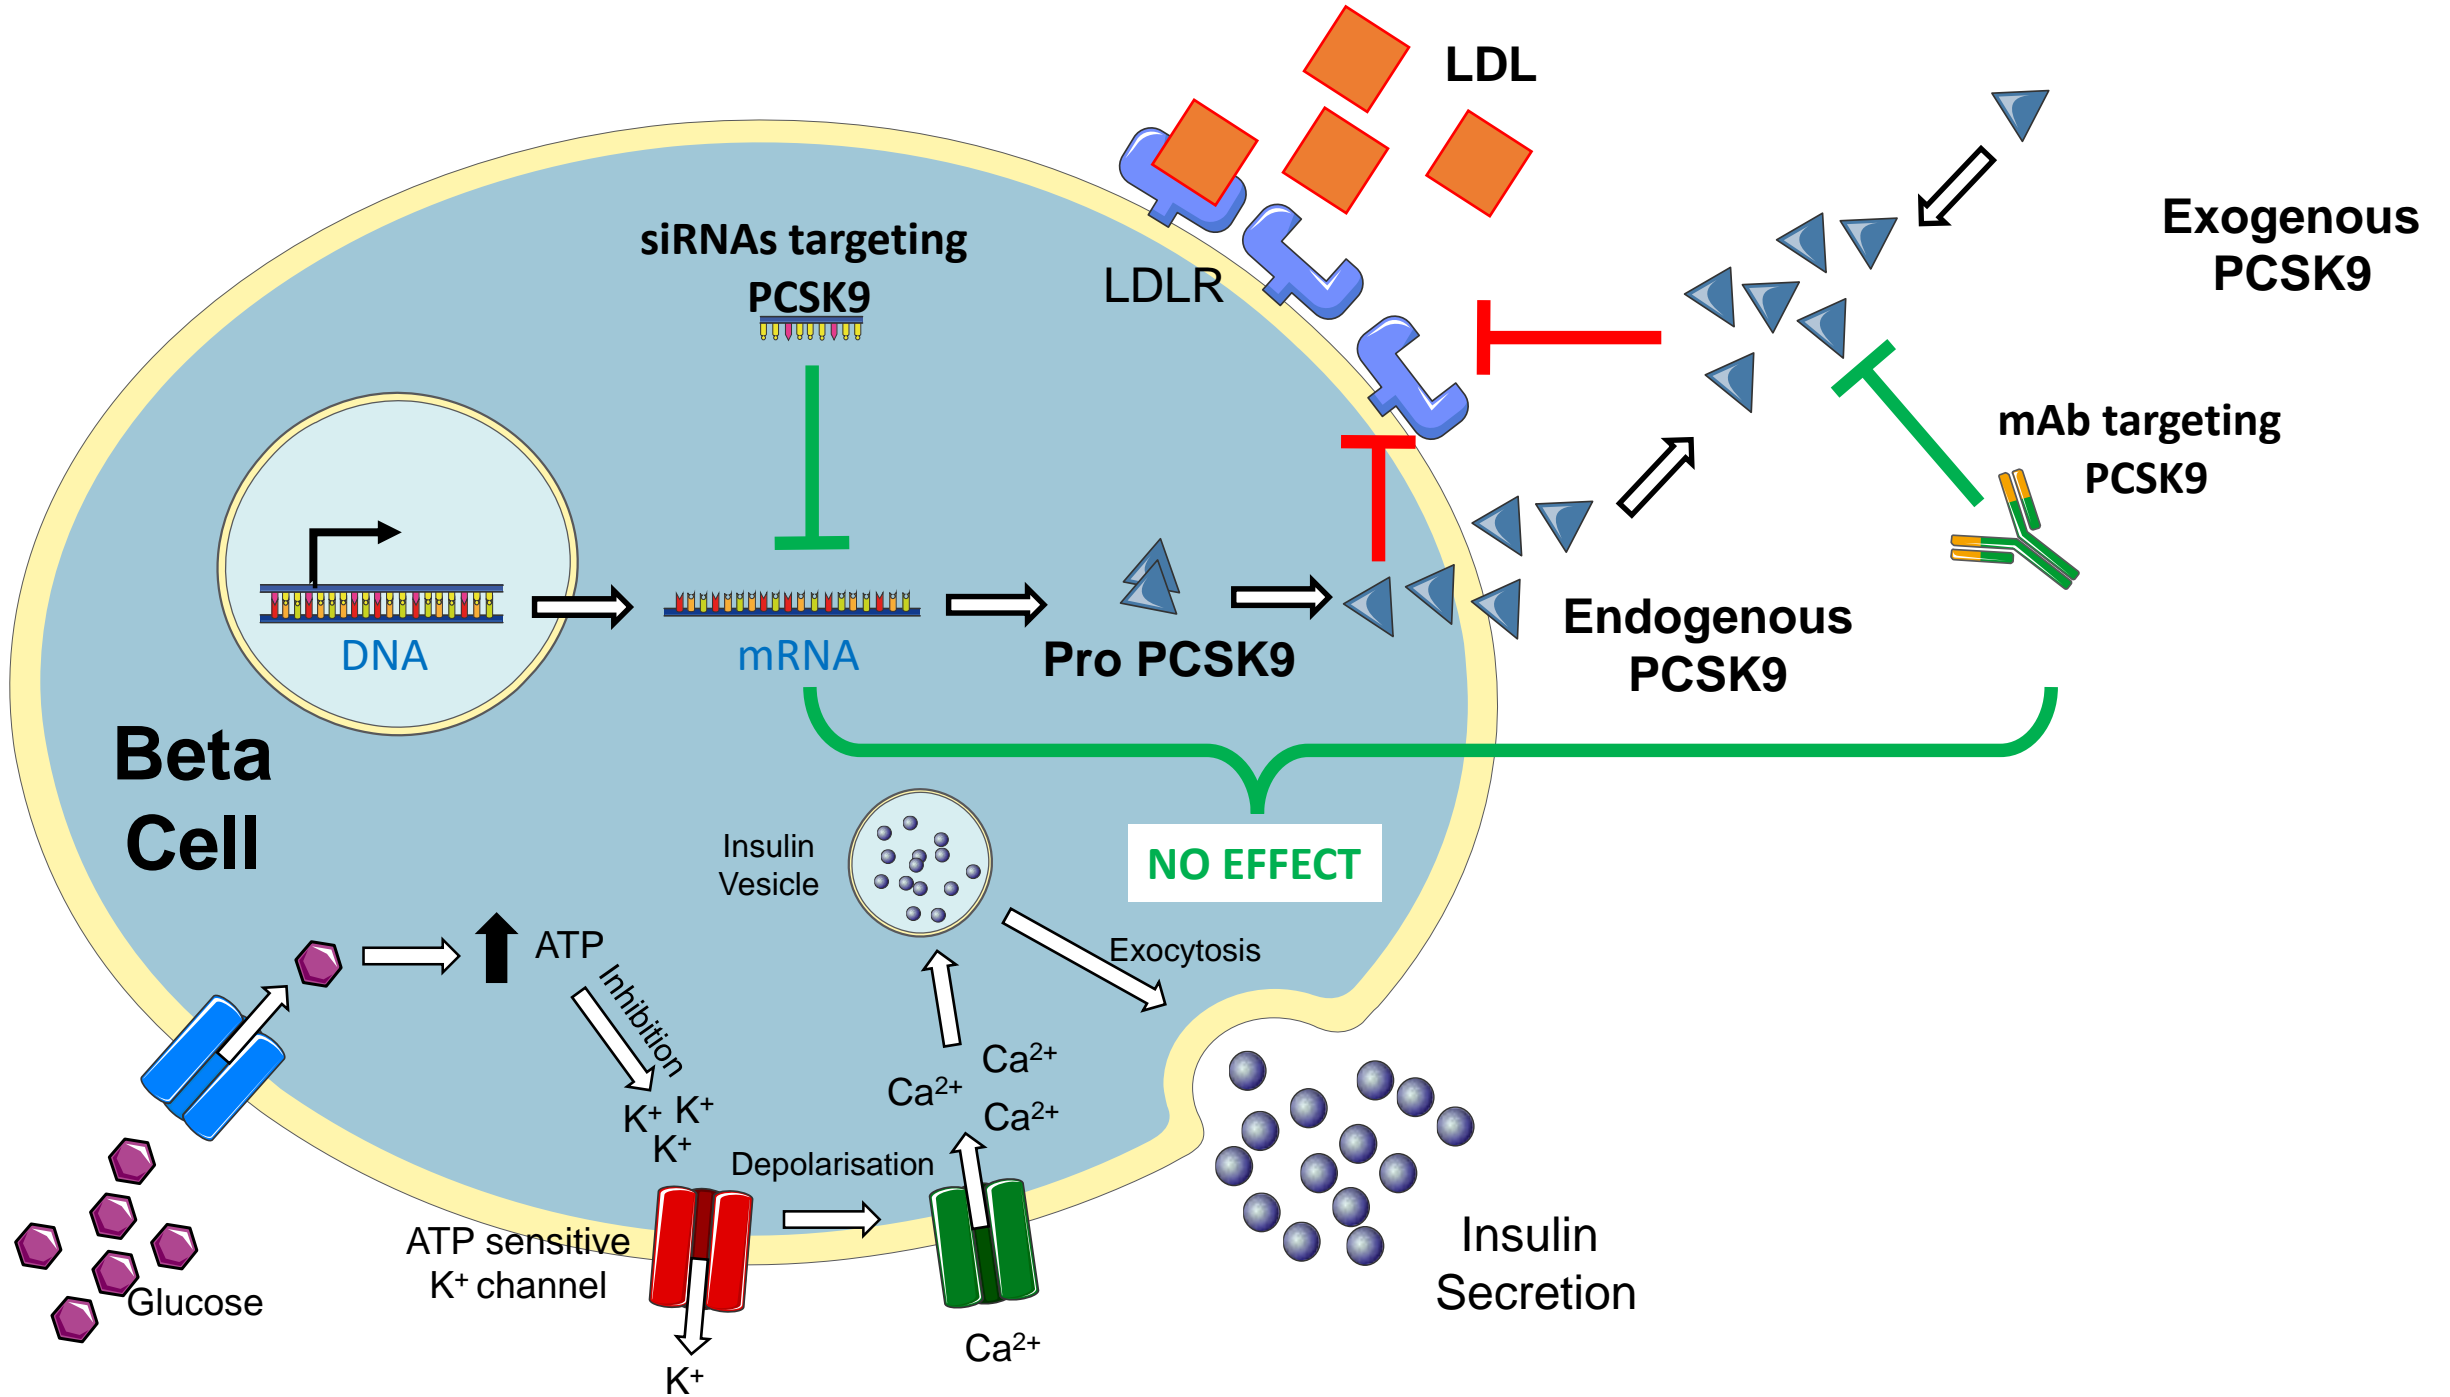 LDL
Exogenous
PCSK9
siRNAs targeting
PCSK9
LDLR
mAb targeting
PCSK9
DNA
mRNA
Pro PCSK9
Endogenous
PCSK9
Beta
Cell
Insulin
Vesicle
NO EFFECT
ATP
Inhibition
Exocytosis
Ca²⁺
Ca²⁺
Ca²⁺
K⁺ K⁺
K⁺
Depolarisation
ATP sensitive
K⁺ channel
Glucose
Insulin
Secretion
Ca²⁺
K⁺